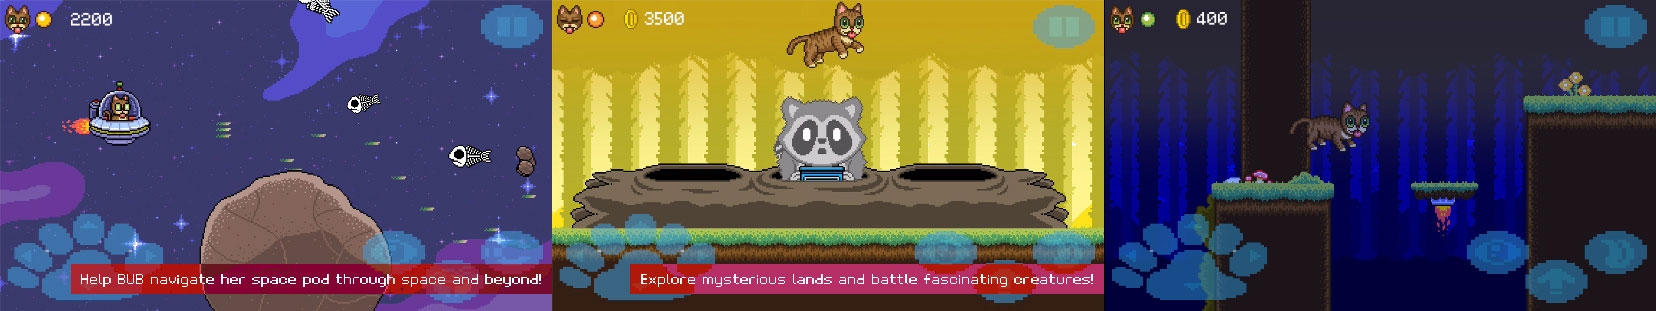 2200
Help BUB navigate her space pod through space and beyond!
3500
Explore mysterious lands and battle fascinating creatures!
400